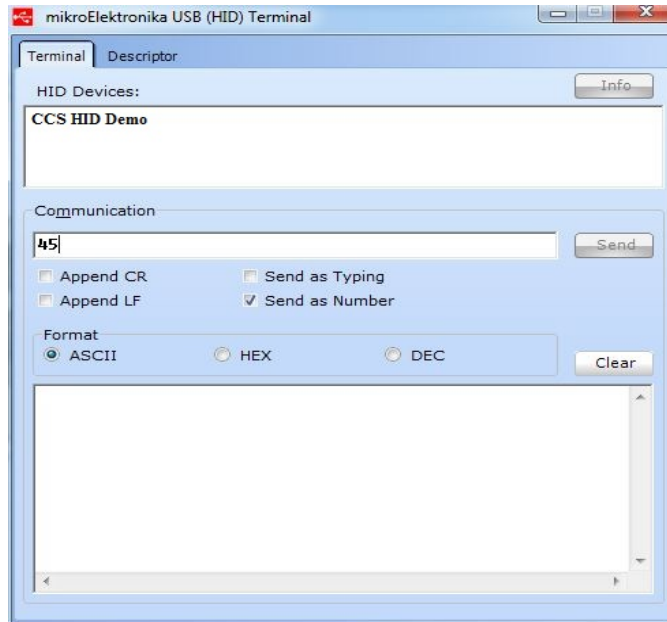 mikroElektronika USB (HID) Terminal
Terminal Descriptor
HID Devices: Info
CCS HID Demo
Communication
45 Send
Append CR Send as Typing
Append LF Send as Number
Format
ASCII HEX DEC Clear